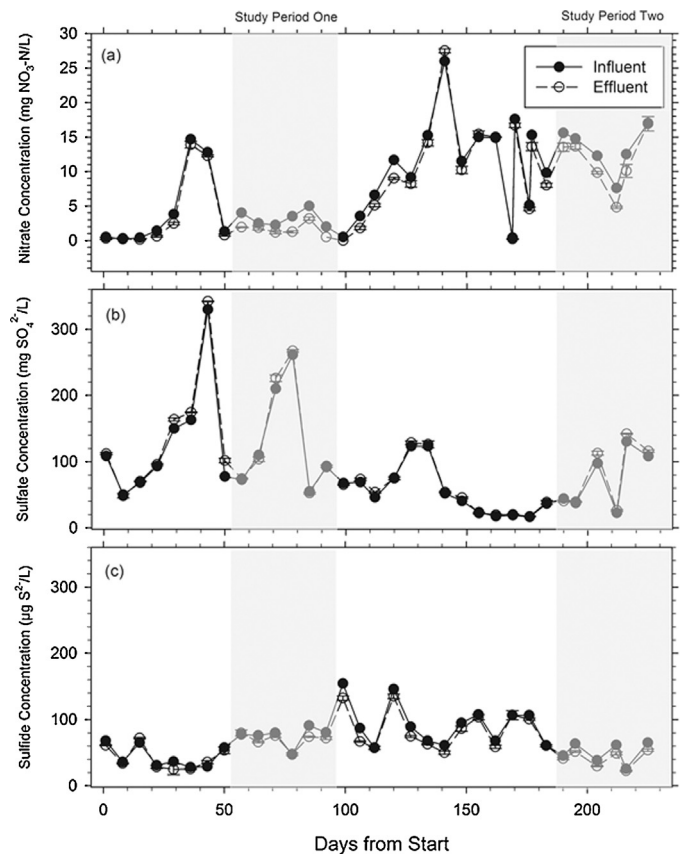 Study Period One
Study Period Two
(a)
Influent
Effluent
Nitrate Concentration (mg NO₃-N/L)
30
25
20
15
10
5
0
(b)
Sulfate Concentration (mg SO₄²⁻/L)
300
200
100
0
(c)
Sulfide Concentration (µg S²⁻/L)
300
200
100
0
0 50 100 150 200
Days from Start